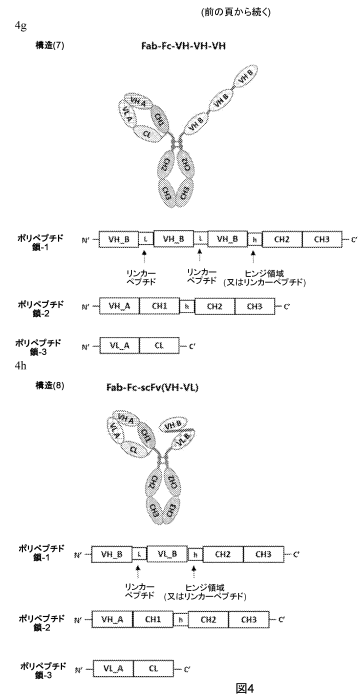 (前の頁から続く)
4g
構造(7)
Fab-Fc-VH-VH-VH
VH B
VH B
VH B
VH A
VL A
CH1
CL
CH2
CH2
CH3
CH3
ポリペプチド
鎖-1
N' VH_B L VH_B L VH_B h CH2 CH3 C'
リンカー
ペプチド
リンカー
ペプチド
ヒンジ領域
(又はリンカーペプチド)
ポリペプチド
鎖-2
N' VH_A CH1 h CH2 CH3 C'
ポリペプチド
鎖-3
N' VL_A CL C'
4h
構造(8)
Fab-Fc-scFv(VH-VL)
VH A
VL A
CH1
CL
VH B
VL B
CH2
CH2
CH3
CH3
ポリペプチド
鎖-1
N' VH_B L VL_B h CH2 CH3 C'
リンカー
ペプチド
ヒンジ領域
(又はリンカーペプチド)
ポリペプチド
鎖-2
N' VH_A CH1 h CH2 CH3 C'
ポリペプチド
鎖-3
N' VL_A CL C'
図4